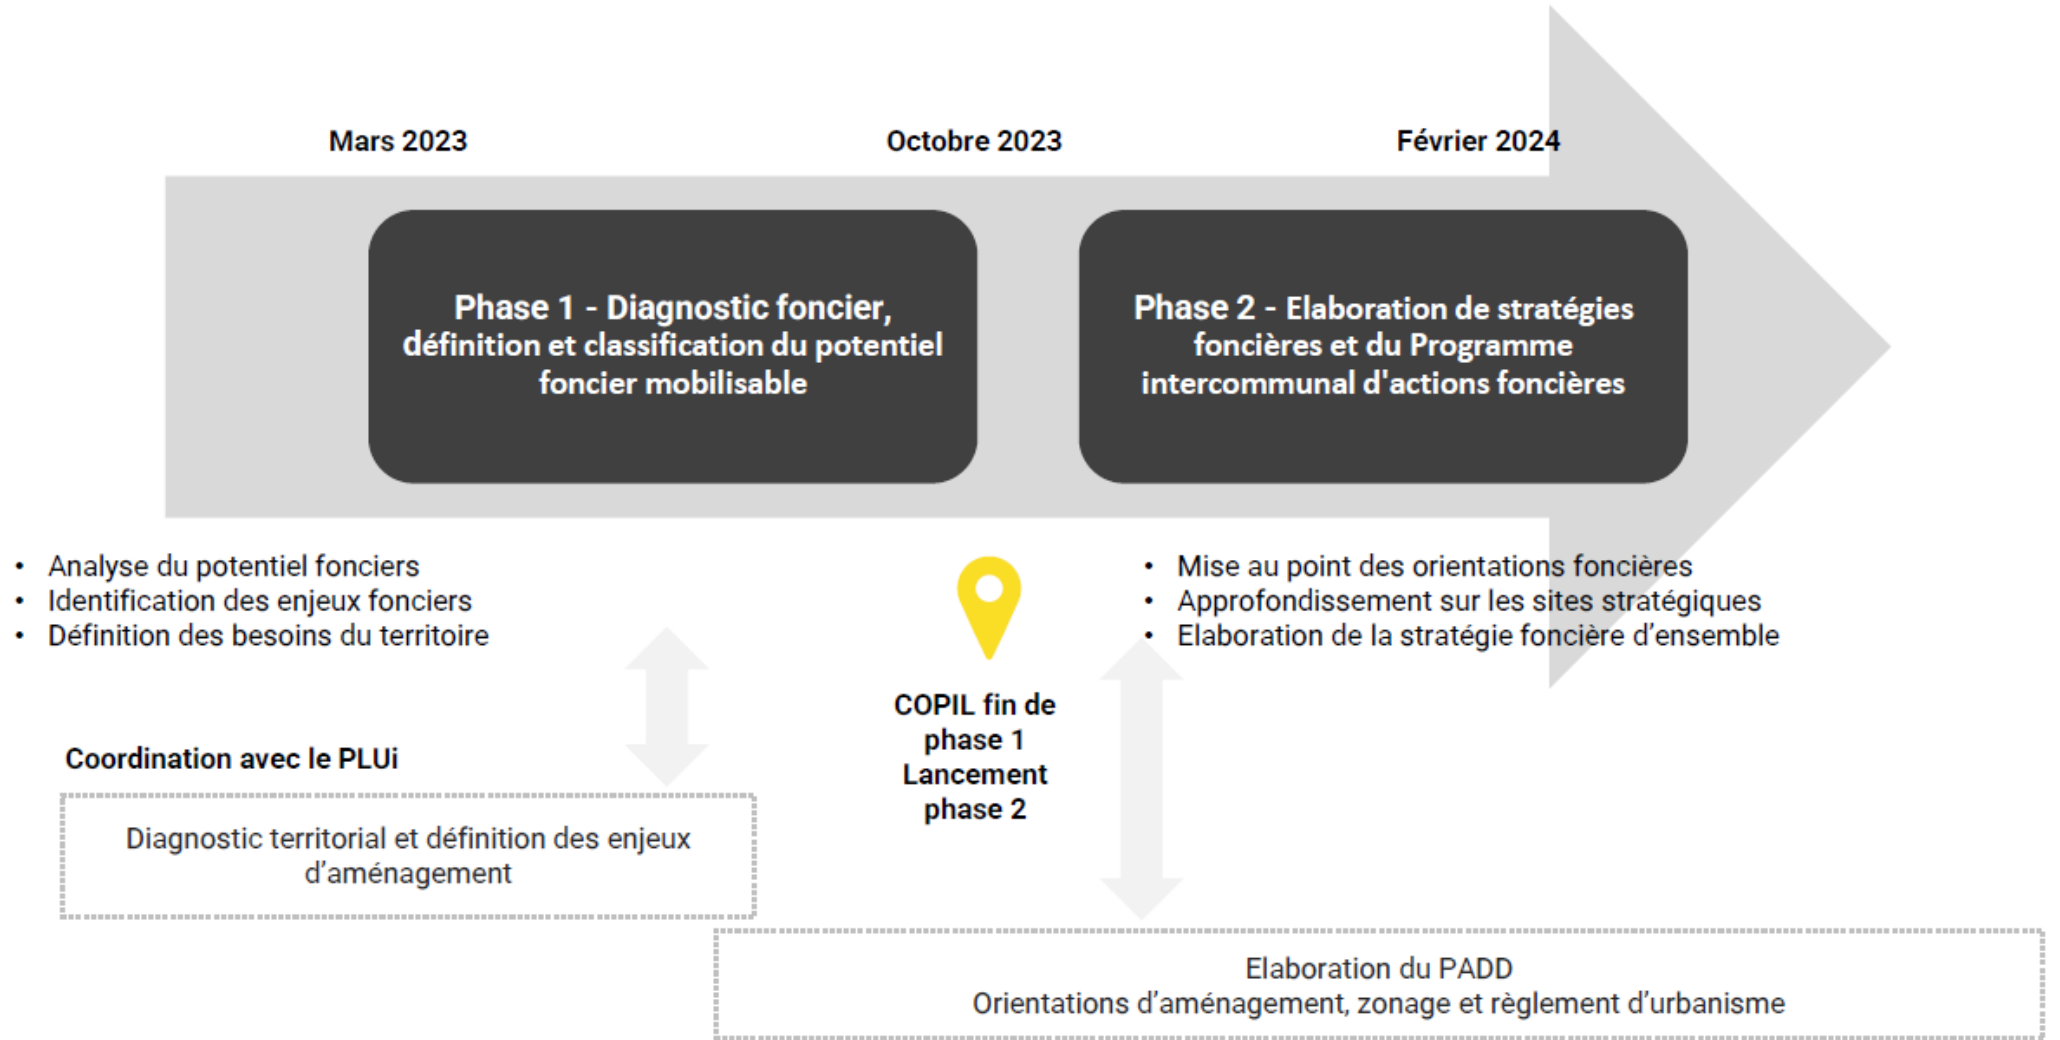 Mars 2023
Octobre 2023
Février 2024
Phase 1 - Diagnostic foncier,
définition et classification du potentiel
foncier mobilisable
Phase 2 - Elaboration de stratégies
foncières et du Programme
intercommunal d'actions foncières
• Analyse du potentiel fonciers
• Identification des enjeux fonciers
• Définition des besoins du territoire
• Mise au point des orientations foncières
• Approfondissement sur les sites stratégiques
• Elaboration de la stratégie foncière d’ensemble
COPIL fin de
phase 1
Lancement
phase 2
Coordination avec le PLUi
Diagnostic territorial et définition des enjeux
d’aménagement
Elaboration du PADD
Orientations d’aménagement, zonage et règlement d’urbanisme